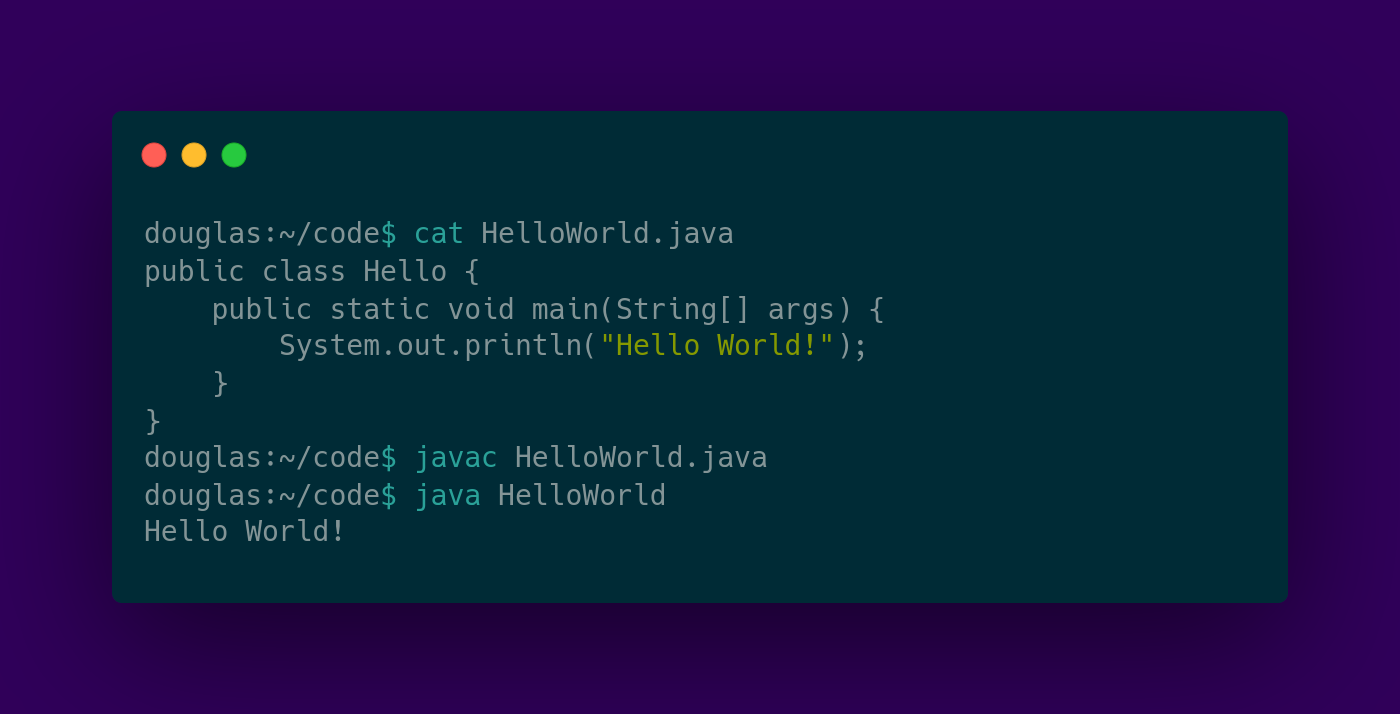 douglas:~/code$ cat HelloWorld.java
public class Hello {
    public static void main(String[] args) {
        System.out.println("Hello World!");
    }
}
douglas:~/code$ javac HelloWorld.java
douglas:~/code$ java HelloWorld
Hello World!